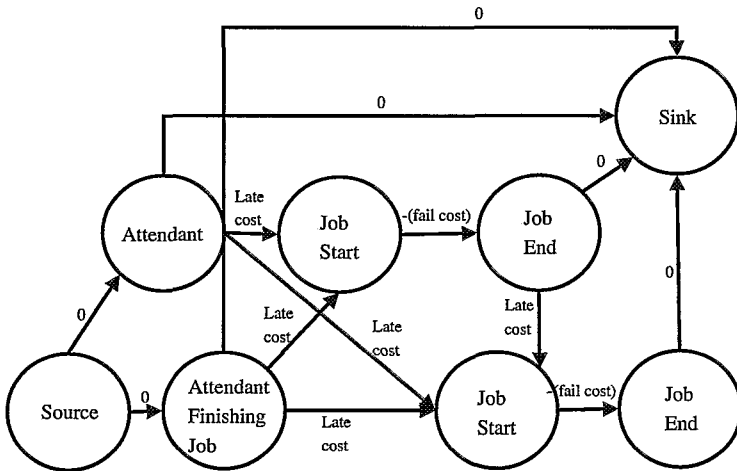 0
0
Sink
Attendant
Late
cost
Job
Start
-(fail cost)
Job
End
0
0
Late
cost
Late
cost
Late
cost
0
Source
0
Attendant
Finishing
Job
Late
cost
Job
Start
-(fail cost)
Job
End